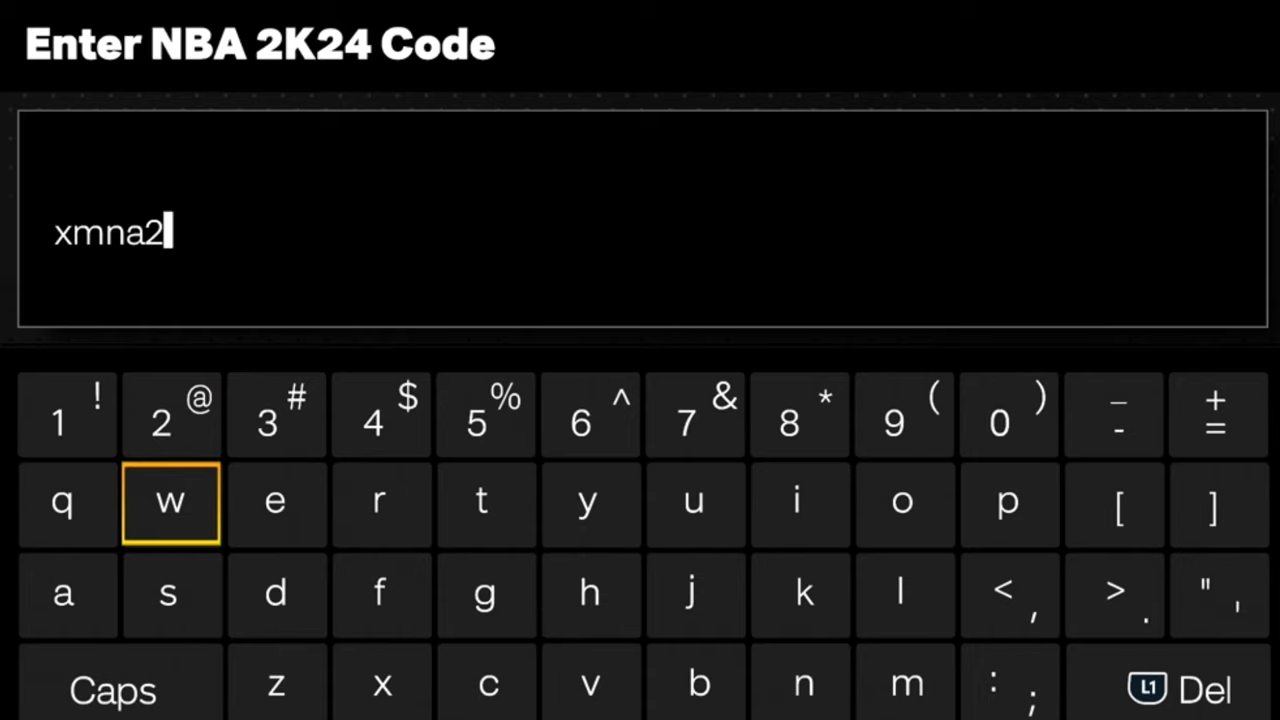 Enter NBA 2K24 Code
xmna2
1 ! 2 @ 3 # 4 $ 5 % 6 ^ 7 & 8 * 9 ( 0 ) - _ = +
q w e r t y u i o p [ ]
a s d f g h j k l < , > . " '
Caps z x c v b n m : ; L1 Del